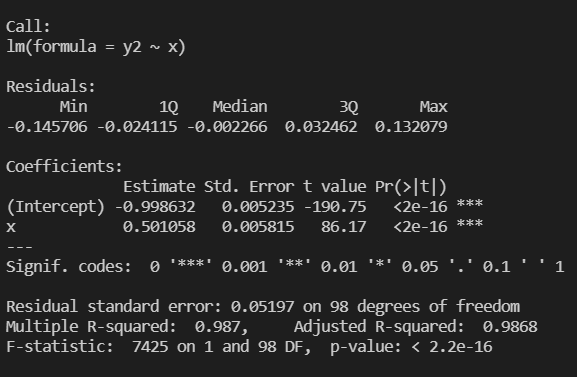 Call:
lm(formula = y2 ~ x)
Residuals:
      Min        1Q    Median        3Q       Max
-0.145706 -0.024115 -0.002266  0.032462  0.132079
Coefficients:
             Estimate Std. Error t value Pr(>|t|)
(Intercept) -0.998632   0.005235 -190.75   <2e-16 ***
x            0.501058   0.005815   86.17   <2e-16 ***
---
Signif. codes:  0 '***' 0.001 '**' 0.01 '*' 0.05 '.' 0.1 ' ' 1
Residual standard error: 0.05197 on 98 degrees of freedom
Multiple R-squared:  0.987,     Adjusted R-squared:  0.9868
F-statistic:  7425 on 1 and 98 DF,  p-value: < 2.2e-16